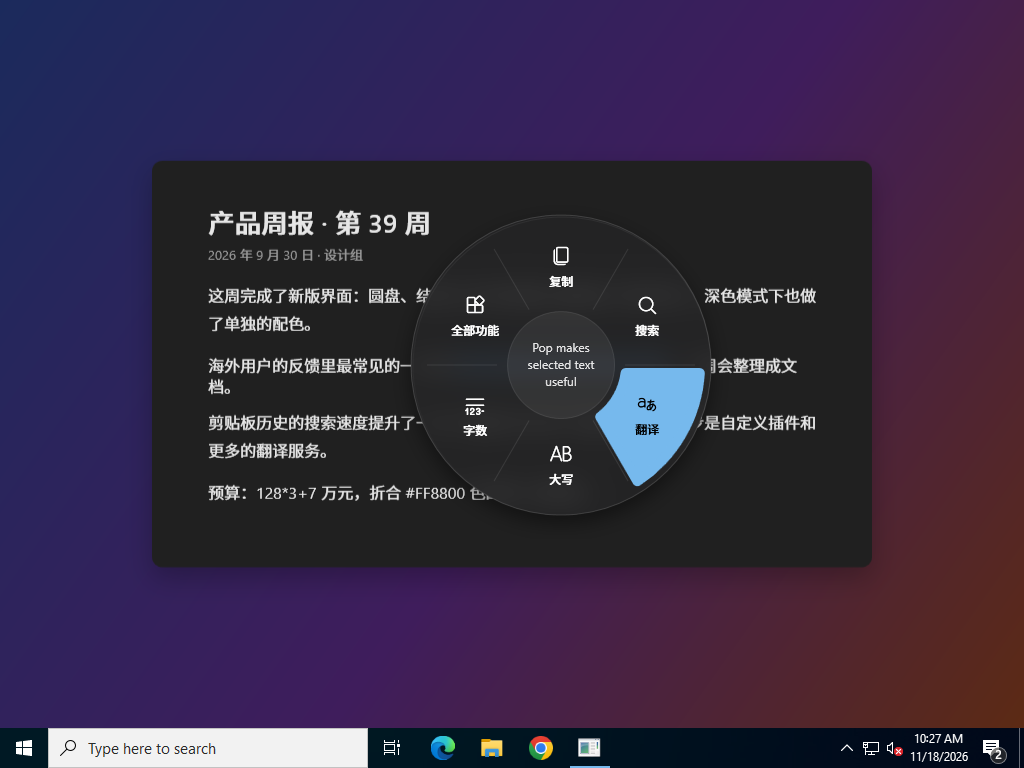 产品周报 · 第 39 周
2026 年 9 月 30 日 · 设计组
这周完成了新版界面：圆盘、结
深色模式下也做
了单独的配色。
海外用户的反馈里最常见的一
周会整理成文
档。
剪贴板历史的搜索速度提升了一
是自定义插件和
更多的翻译服务。
预算：128*3+7 万元，折合 #FF8800 色
复制
搜索
翻译
大写
AB
字数
123-
全部功能
Pop makes
selected text
useful
aあ
Type here to search
10:27 AM
11/18/2026
2